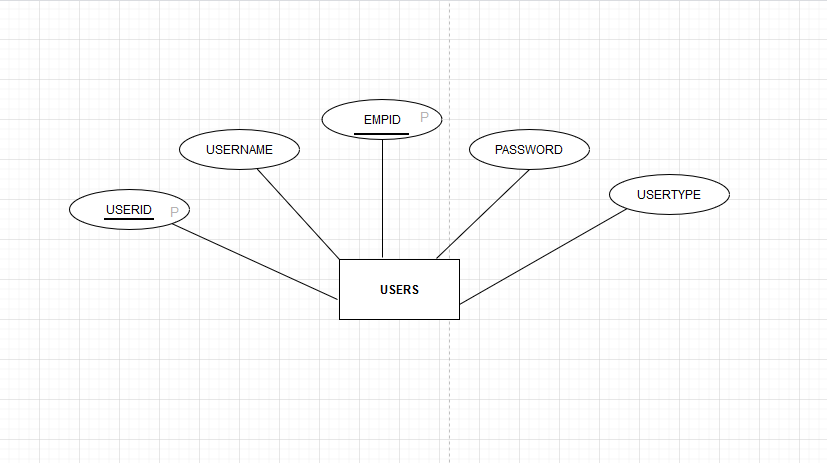 EMPID P
USERNAME
PASSWORD
USERTYPE
USERID P
USERS